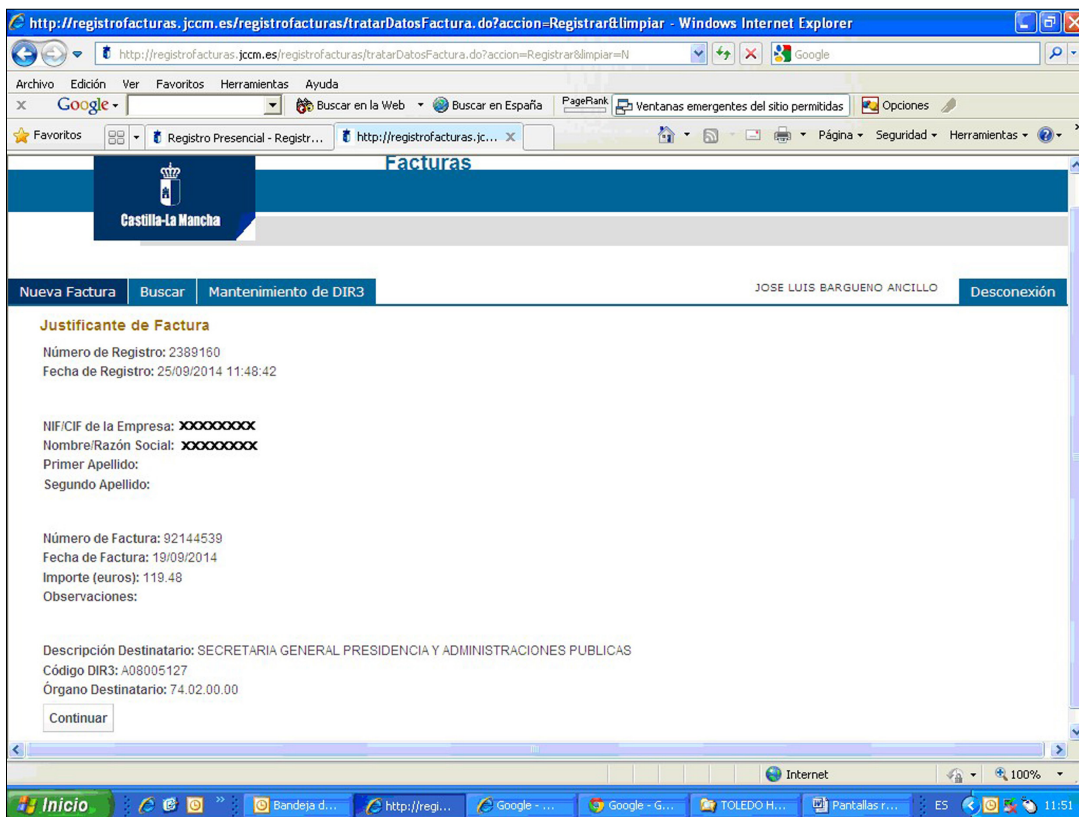 http://registrofacturas.jccm.es/registrofacturas/tratarDatosFactura.do?accion=Registrar&limpiar - Windows Internet Explorer
http://registrofacturas.jccm.es/registrofacturas/tratarDatosFactura.do?accion=Registrar&limpiar=N Google
Archivo Edición Ver Favoritos Herramientas Ayuda
x Google Buscar en la Web Buscar en España PageRank Ventanas emergentes del sitio permitidas Opciones
Favoritos Registro Presencial - Registr... http://registrofacturas.jc... X Página Seguridad Herramientas
Facturas
Castilla-La Mancha
Nueva Factura Buscar Mantenimiento de DIR3 JOSE LUIS BARGUENO ANCILLO Desconexión
Justificante de Factura
Número de Registro: 2389160
Fecha de Registro: 25/09/2014 11:48:42
NIF/CIF de la Empresa: XXXXXXXX
Nombre/Razón Social: XXXXXXXX
Primer Apellido:
Segundo Apellido:
Número de Factura: 92144539
Fecha de Factura: 19/09/2014
Importe (euros): 119.48
Observaciones:
Descripción Destinatario: SECRETARIA GENERAL PRESIDENCIA Y ADMINISTRACIONES PUBLICAS
Código DIR3: A08005127
Órgano Destinatario: 74.02.00.00
Continuar
Internet 100%
Inicio » Bandeja d... http://regi... Google - ... Google - G... TOLEDO H... Pantallas r... ES 11:51